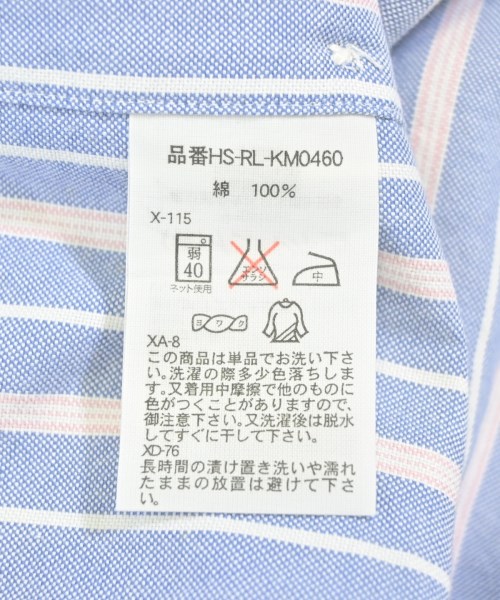 品番HS-RL-KM0460
綿 100%
X-115
弱
40
ネット使用
エンソ
サラシ
中
ヨワク
XA-8
この商品は単品でお洗い下さ
い。洗濯の際多少色落ちしま
す。又着用中摩擦で他のものに
色がつくことがありますので、
御注意下さい。又洗濯後は脱水
してすぐに干して下さい。
XD-76
長時間の漬け置き洗いや濡れ
たままの放置は避けて下さ
い。